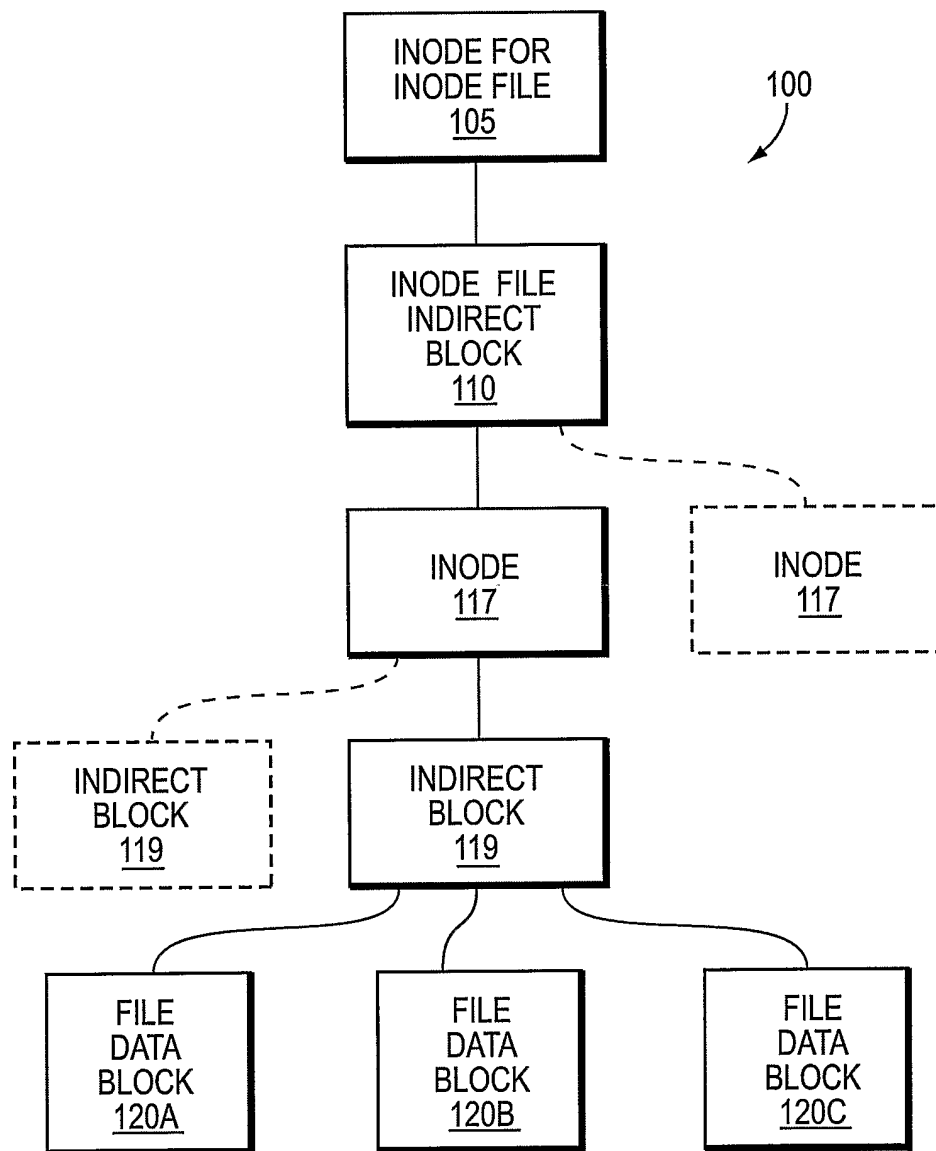 INODE FOR
INODE FILE
105
100
INODE FILE
INDIRECT
BLOCK
110
INODE
117
INODE
117
INDIRECT
BLOCK
119
INDIRECT
BLOCK
119
FILE
DATA
BLOCK
120A
FILE
DATA
BLOCK
120B
FILE
DATA
BLOCK
120C